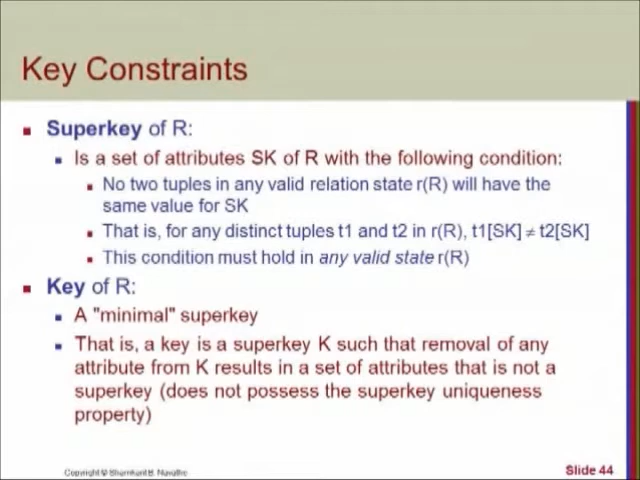 Key Constraints
Superkey of R:
Is a set of attributes SK of R with the following condition:
No two tuples in any valid relation state r(R) will have the
same value for SK
That is, for any distinct tuples t1 and t2 in r(R), t1[SK] ≠ t2[SK]
This condition must hold in any valid state r(R)
Key of R:
A "minimal" superkey
That is, a key is a superkey K such that removal of any
attribute from K results in a set of attributes that is not a
superkey (does not possess the superkey uniqueness
property)
Copyright © Shamkant B. Navathe
Slide 44